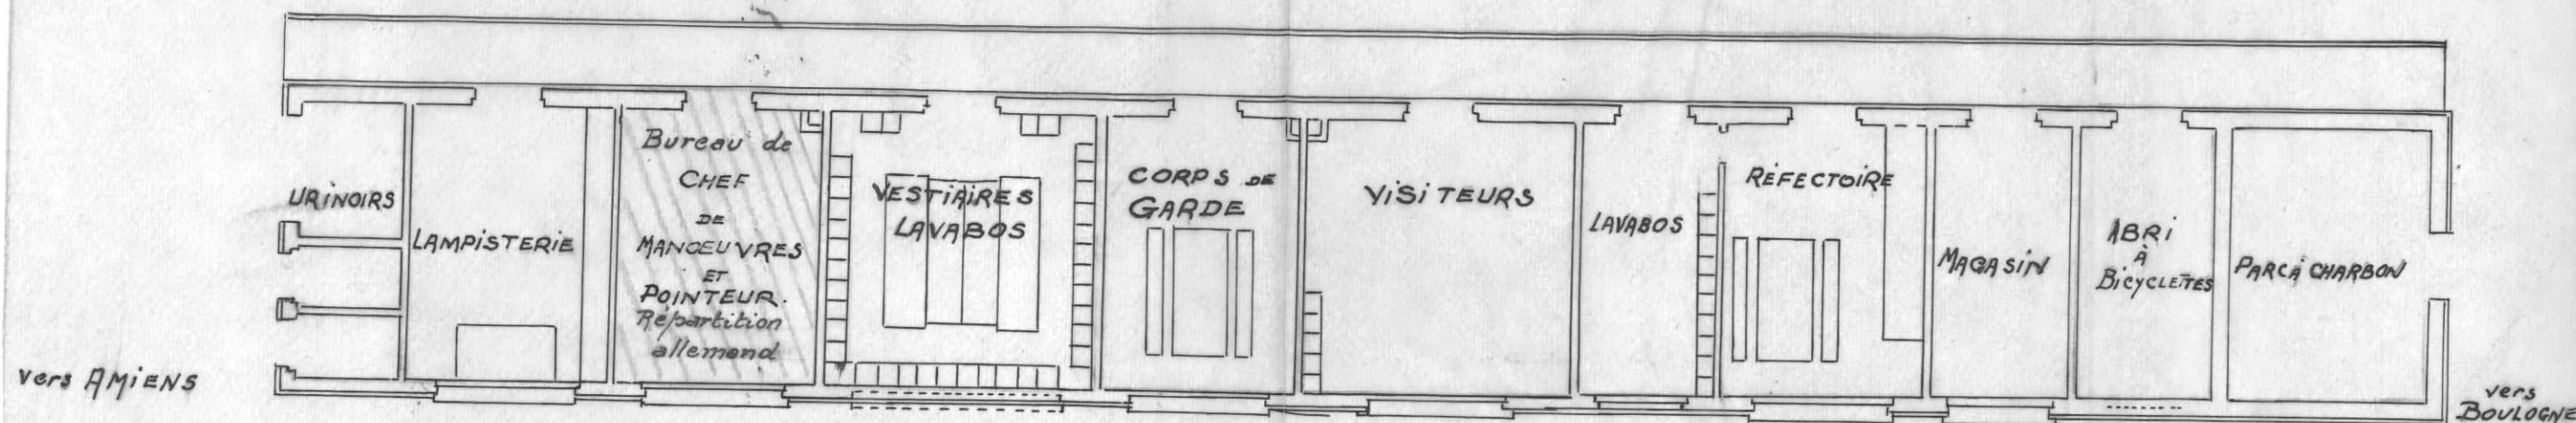 URINOIRS
LAMPISTERIE
Bureau de
CHEF
DE
MANŒUVRES
ET
POINTEUR.
Répartition
allemand
VESTIAIRES
LAVABOS
CORPS DE
GARDE
VISITEURS
LAVABOS
RÉFECTOIRE
MAGASIN
ABRI
À
BICYCLETTES
PARC À CHARBON
vers AMIENS
vers
BOULOGNE